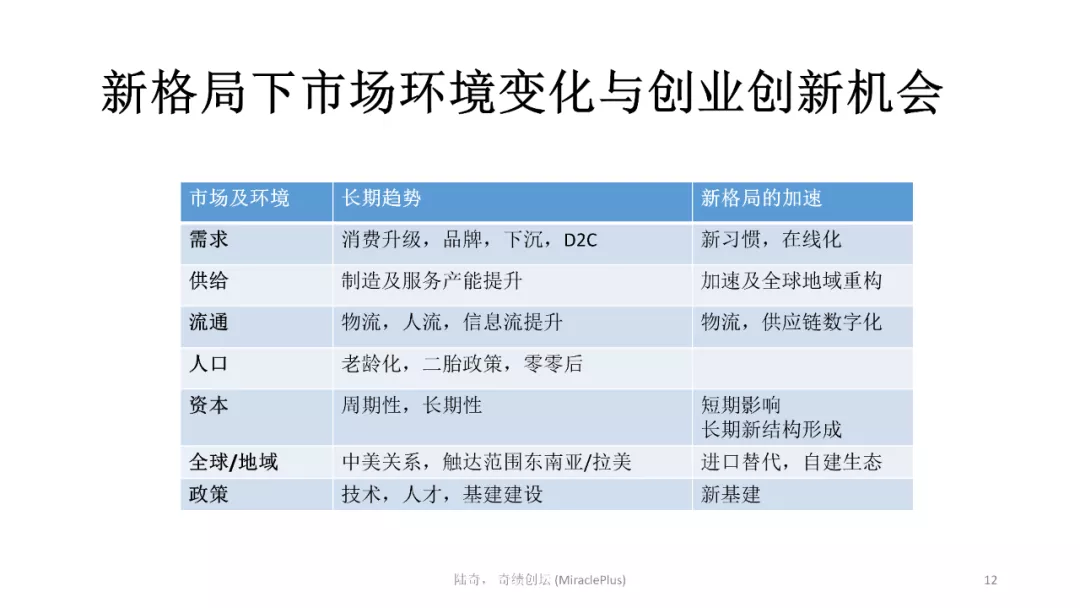 新格局下市场环境变化与创业创新机会
市场及环境 长期趋势 新格局的加速
需求 消费升级，品牌，下沉，D2C 新习惯，在线化
供给 制造及服务产能提升 加速及全球地域重构
流通 物流，人流，信息流提升 物流，供应链数字化
人口 老龄化，二胎政策，零零后
资本 周期性，长期性 短期影响
长期新结构形成
全球/地域 中美关系，触达范围东南亚/拉美 进口替代，自建生态
政策 技术，人才，基建建设 新基建
陆奇， 奇绩创坛 (MiraclePlus) 12